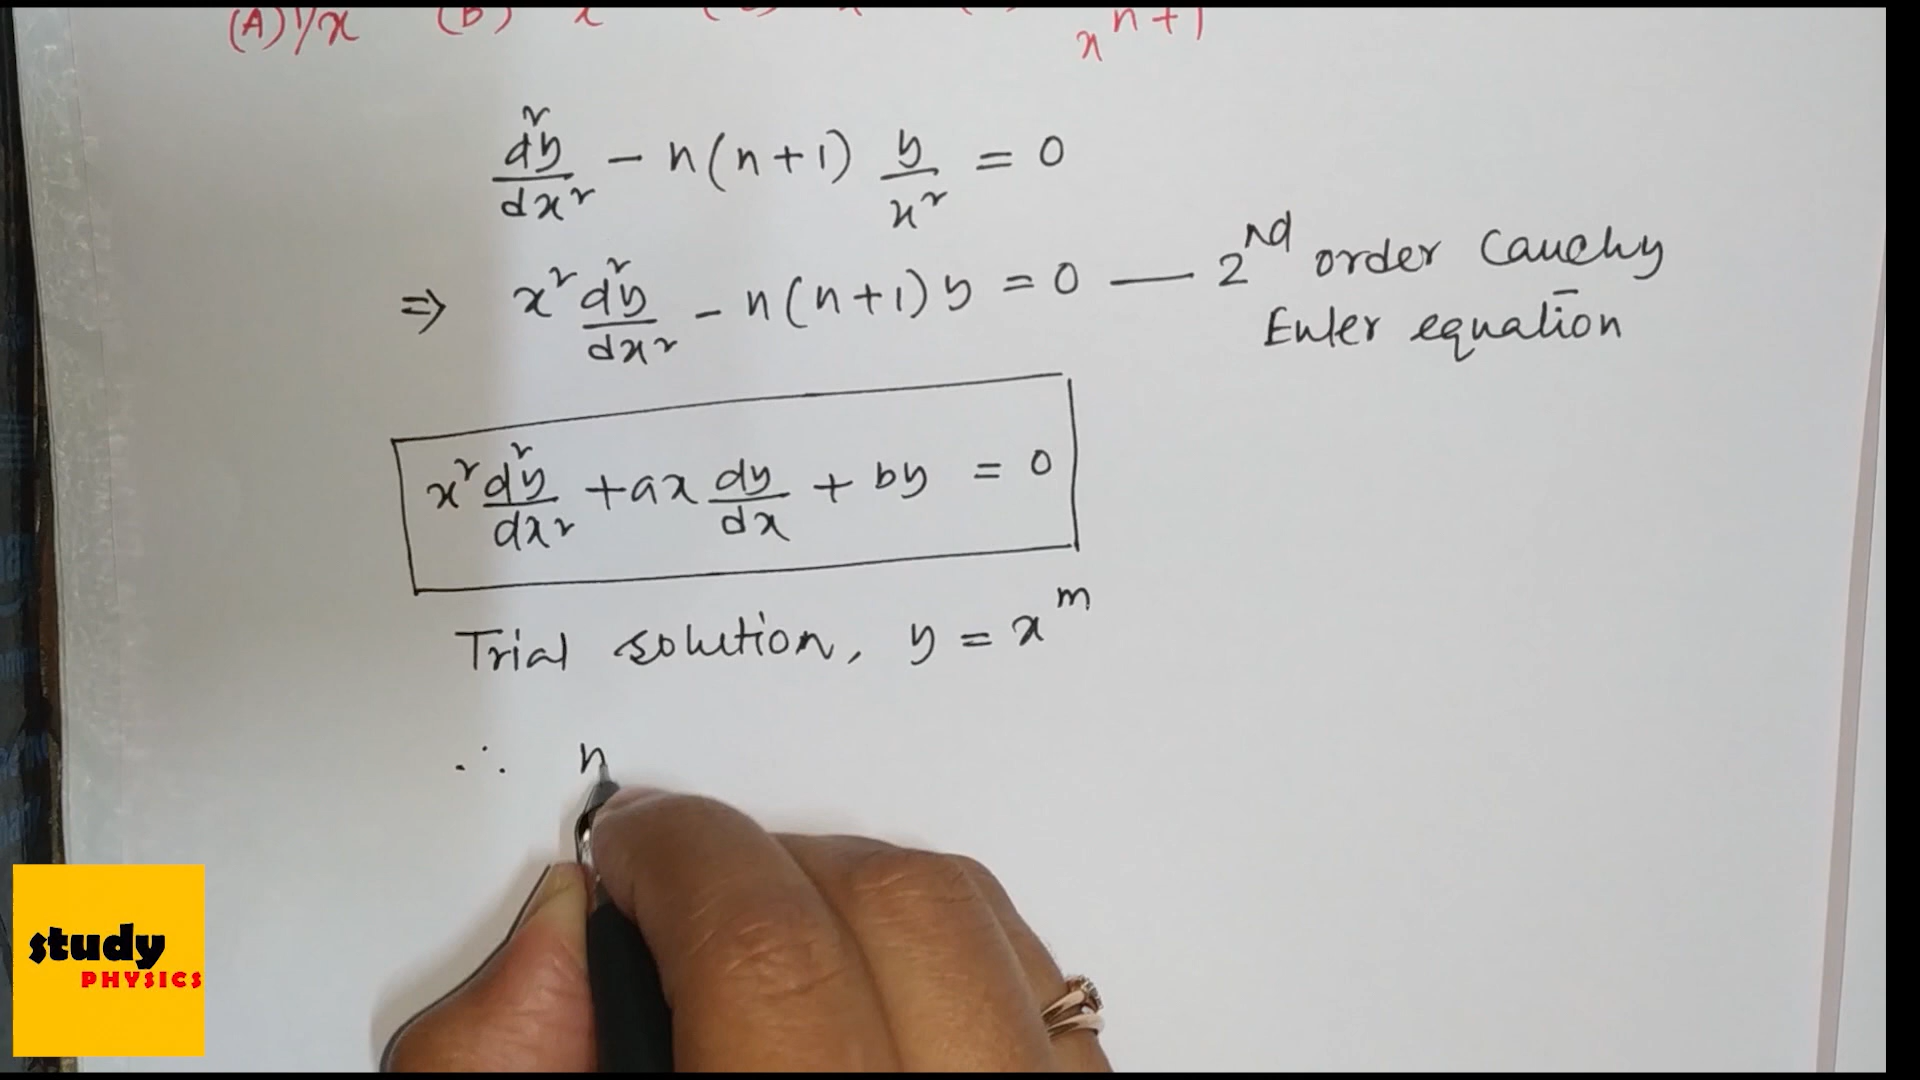 (A) 1/x (B) x x^{n+1}
d²y/dx² - n(n+1) y/x² = 0
⇒ x² d²y/dx² - n(n+1)y = 0 — 2nd order Cauchy
Euler equation
x² d²y/dx² + ax dy/dx + by = 0
Trial solution, y = x^m
∴ n
study
PHYSICS